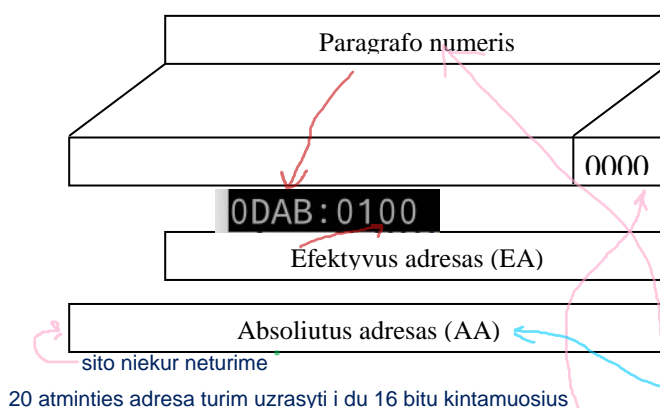 Paragrafo numeris
0000
0DAB:0100
Efektyvus adresas (EA)
Absoliutus adresas (AA)
sito niekur neturime
20 atminties adresa turim uzrasyti i du 16 bitu kintamuosius